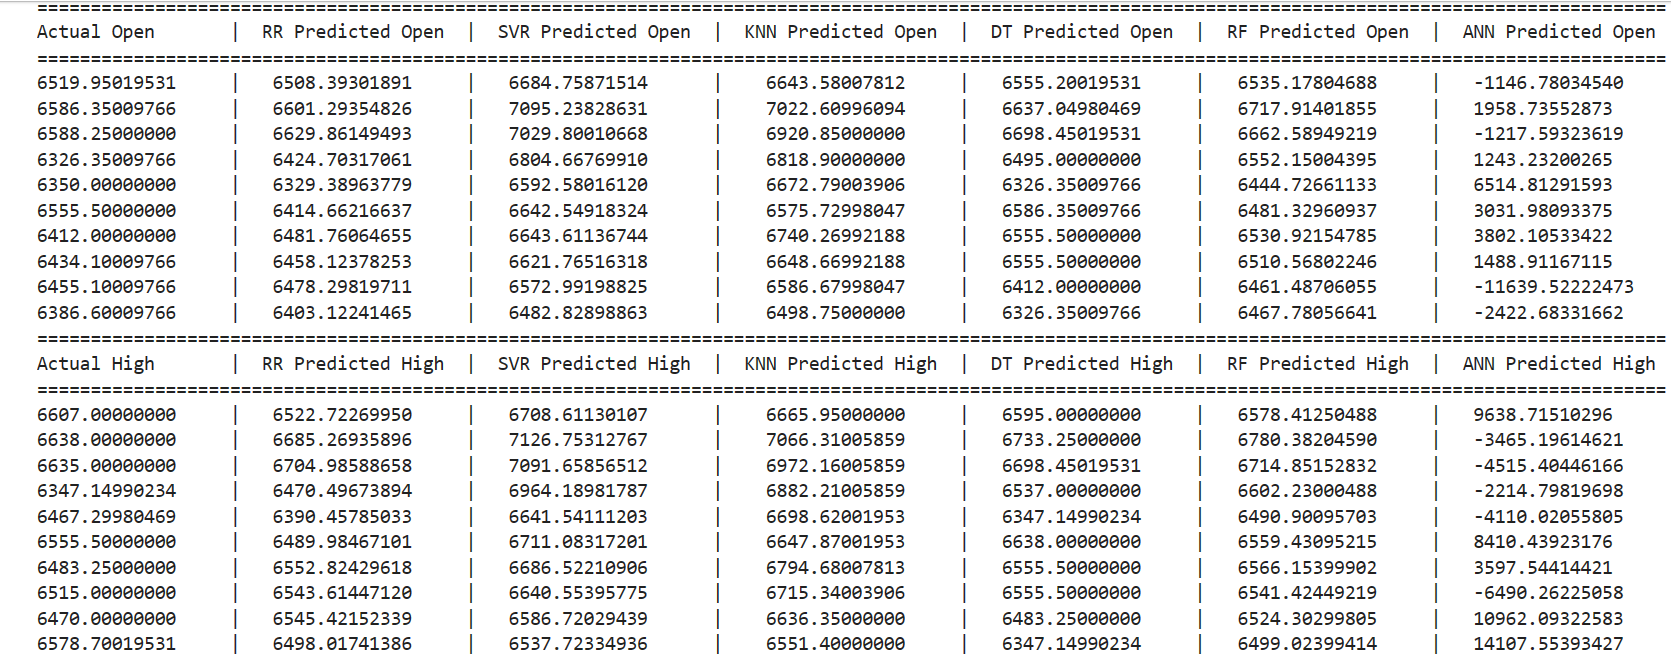 ==========================================================================================================================================================
Actual Open | RR Predicted Open | SVR Predicted Open | KNN Predicted Open | DT Predicted Open | RF Predicted Open | ANN Predicted Open
==========================================================================================================================================================
6519.95019531 | 6508.39301891 | 6684.75871514 | 6643.58007812 | 6555.20019531 | 6535.17804688 | -1146.78034540
6586.35009766 | 6601.29354826 | 7095.23828631 | 7022.60996094 | 6637.04980469 | 6717.91401855 | 1958.73552873
6588.25000000 | 6629.86149493 | 7029.80010668 | 6920.85000000 | 6698.45019531 | 6662.58949219 | -1217.59323619
6326.35009766 | 6424.70317061 | 6804.66769910 | 6818.90000000 | 6495.00000000 | 6552.15004395 | 1243.23200265
6350.00000000 | 6329.38963779 | 6592.58016120 | 6672.79003906 | 6326.35009766 | 6444.72661133 | 6514.81291593
6555.50000000 | 6414.66216637 | 6642.54918324 | 6575.72998047 | 6586.35009766 | 6481.32960937 | 3031.98093375
6412.00000000 | 6481.76064655 | 6643.61136744 | 6740.26992188 | 6555.50000000 | 6530.92154785 | 3802.10533422
6434.10009766 | 6458.12378253 | 6621.76516318 | 6648.66992188 | 6555.50000000 | 6510.56802246 | 1488.91167115
6455.10009766 | 6478.29819711 | 6572.99198825 | 6586.67998047 | 6412.00000000 | 6461.48706055 | -11639.52222473
6386.60009766 | 6403.12241465 | 6482.82898863 | 6498.75000000 | 6326.35009766 | 6467.78056641 | -2422.68331662
==========================================================================================================================================================
Actual High | RR Predicted High | SVR Predicted High | KNN Predicted High | DT Predicted High | RF Predicted High | ANN Predicted High
==========================================================================================================================================================
6607.00000000 | 6522.72269950 | 6708.61130107 | 6665.95000000 | 6595.00000000 | 6578.41250488 | 9638.71510296
6638.00000000 | 6685.26935896 | 7126.75312767 | 7066.31005859 | 6733.25000000 | 6780.38204590 | -3465.19614621
6635.00000000 | 6704.98588658 | 7091.65856512 | 6972.16005859 | 6698.45019531 | 6714.85152832 | -4515.40446166
6347.14990234 | 6470.49673894 | 6964.18981787 | 6882.21005859 | 6537.00000000 | 6602.23000488 | -2214.79819698
6467.29980469 | 6390.45785033 | 6641.54111203 | 6698.62001953 | 6347.14990234 | 6490.90095703 | -4110.02055805
6555.50000000 | 6489.98467101 | 6711.08317201 | 6647.87001953 | 6638.00000000 | 6559.43095215 | 8410.43923176
6483.25000000 | 6552.82429618 | 6686.52210906 | 6794.68007813 | 6555.50000000 | 6566.15399902 | 3597.54414421
6515.00000000 | 6543.61447120 | 6640.55395775 | 6715.34003906 | 6555.50000000 | 6541.42449219 | -6490.26225058
6470.00000000 | 6545.42152339 | 6586.72029439 | 6636.35000000 | 6483.25000000 | 6524.30299805 | 10962.09322583
6578.70019531 | 6498.01741386 | 6537.72334936 | 6551.40000000 | 6347.14990234 | 6499.02399414 | 14107.55393427